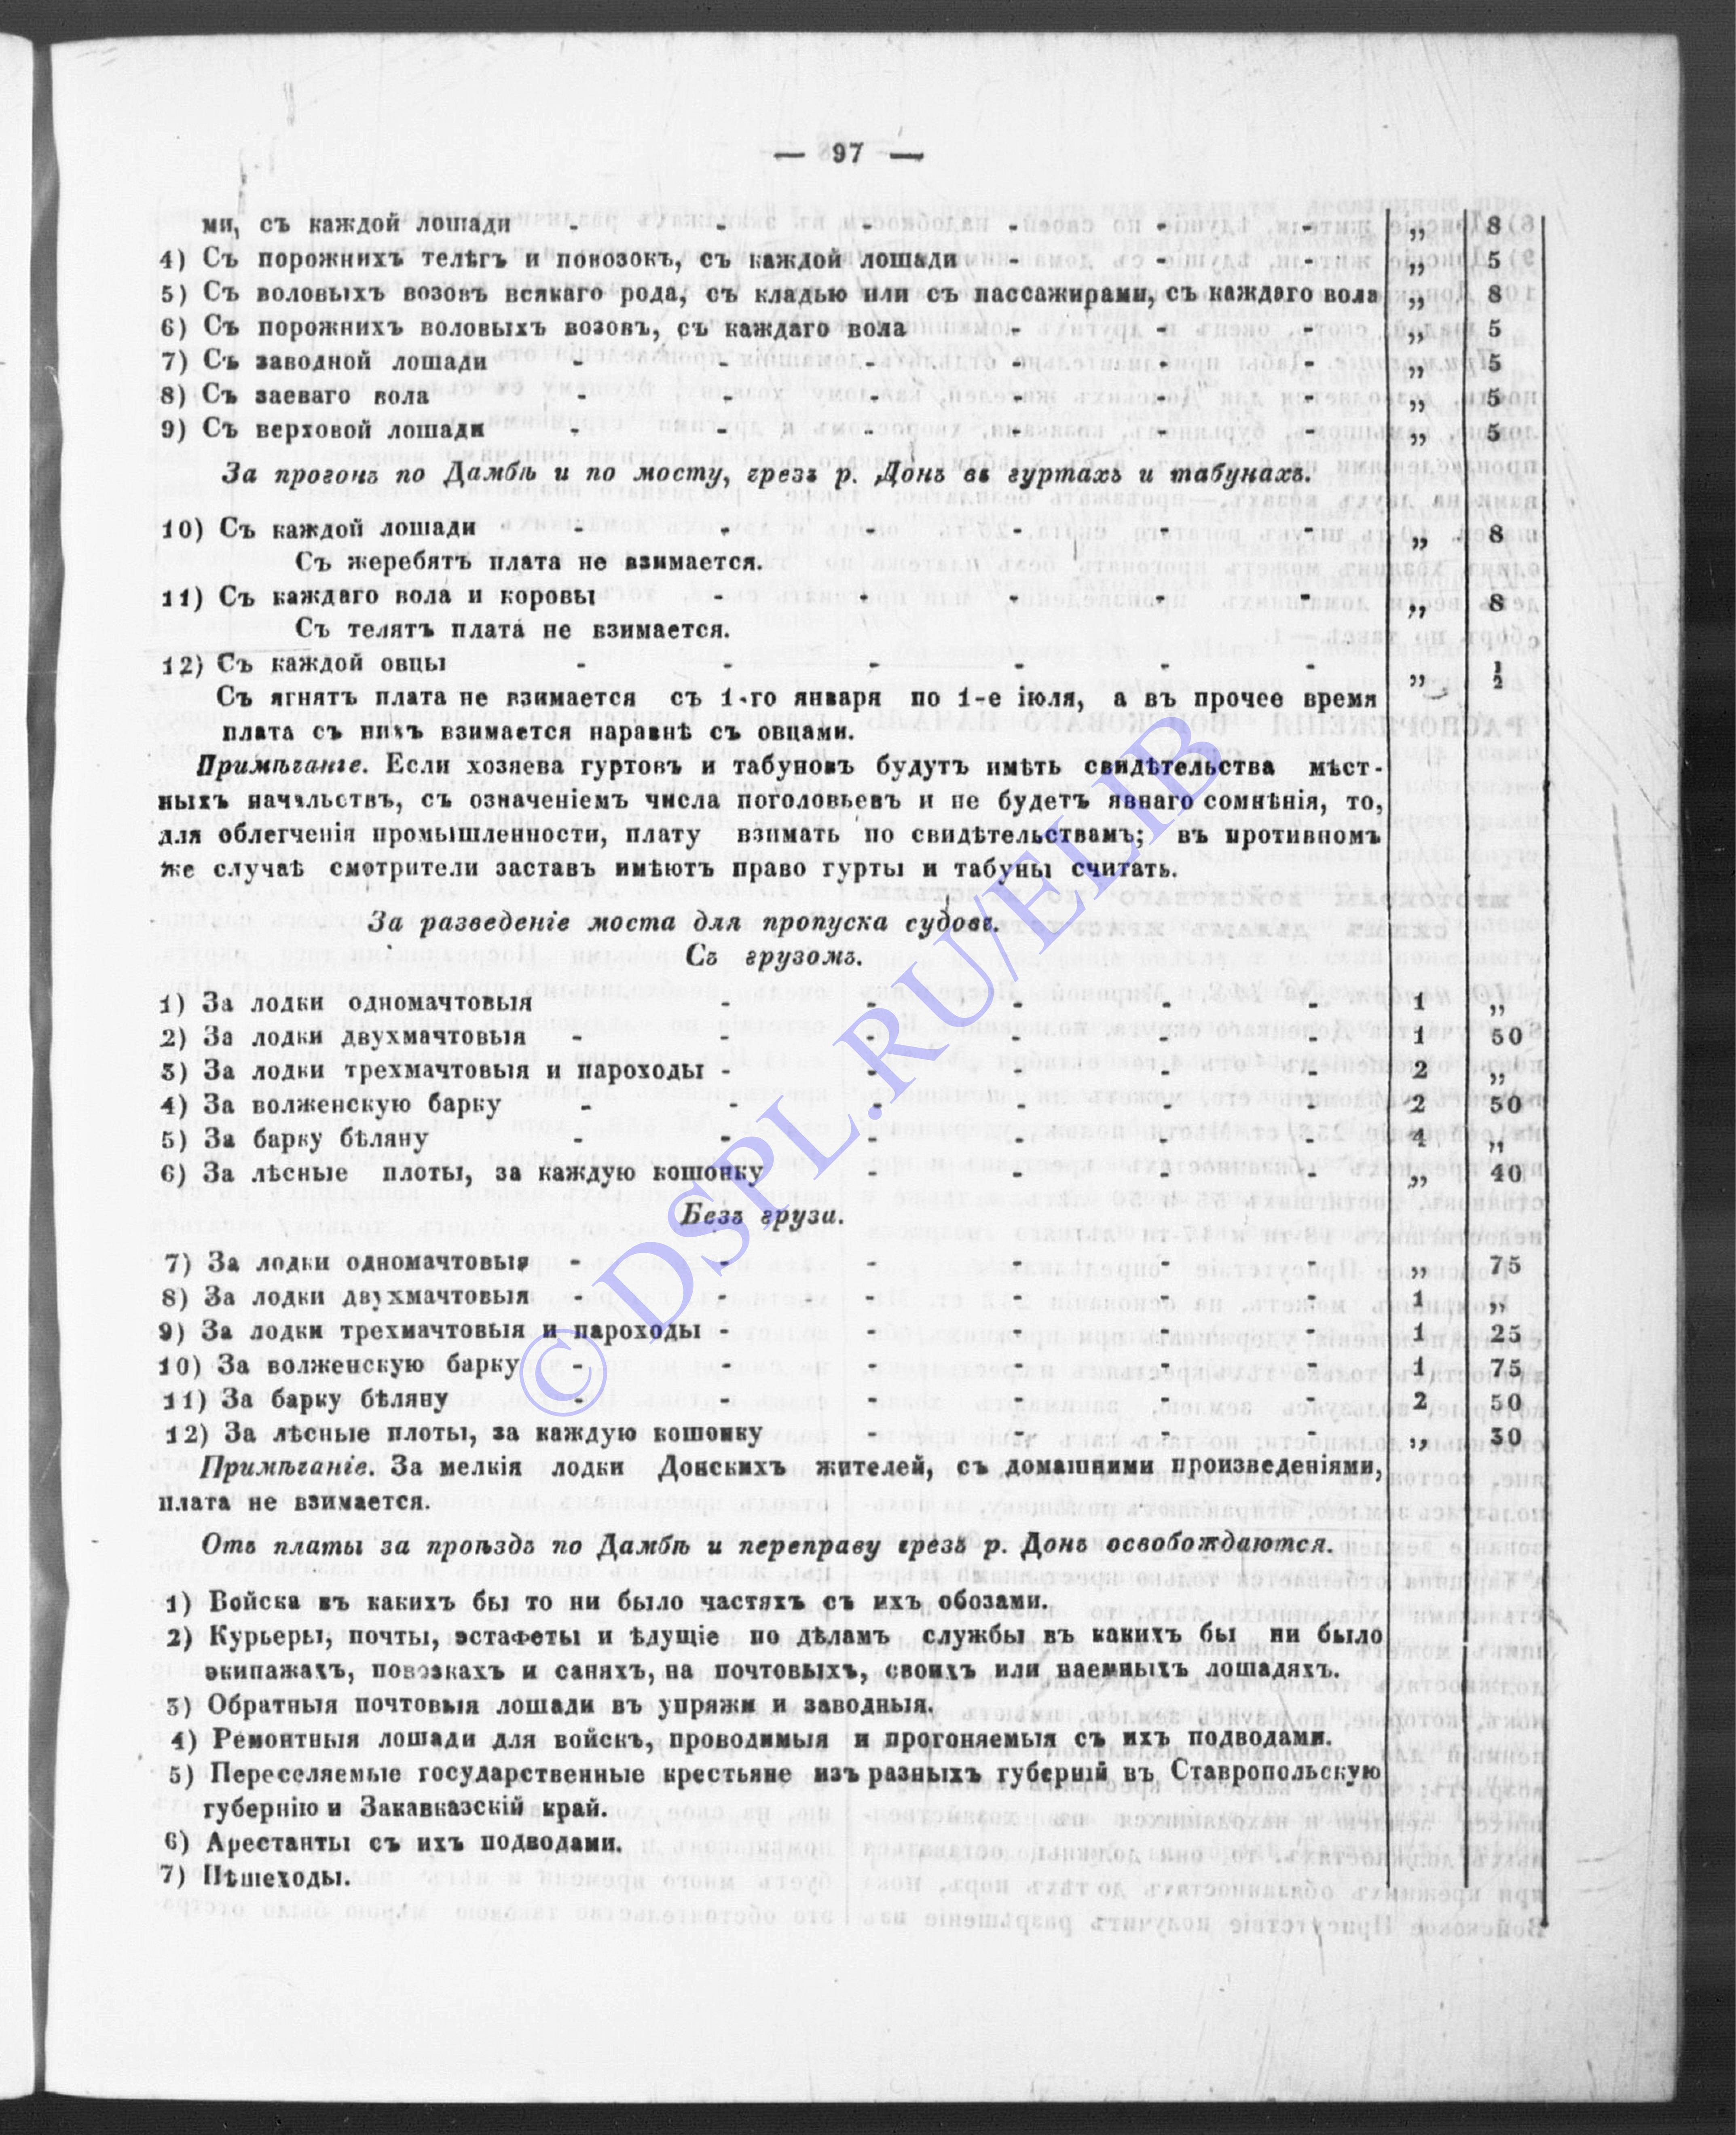 — 97 —
ми, съ каждой лошади - - - - - - „ 8
4) Съ порожнихъ телѣгъ и повозокъ, съ каждой лошади - - - „ 5
5) Съ воловыхъ возовъ всякаго рода, съ кладью или съ пассажирами, съ каждаго вола „ 8
6) Съ порожнихъ воловыхъ возовъ, съ каждаго вола - - - „ 5
7) Съ заводной лошади - - - - - - „ 5
8) Съ заеваго вола - - - - - - „ 5
9) Съ верховой лошади - - - - - - „ 5
За прогонъ по Дамбѣ и по мосту, грезъ р. Донъ въ гуртахъ и табунахъ.
10) Съ каждой лошади - - - - - - „ 8
Съ жеребятъ плата не взимается.
11) Съ каждаго вола и коровы - - - - - „ 8
Съ телятъ плата не взимается.
12) Съ каждой овцы - - - - - - „ ½
Съ ягнятъ плата не взимается съ 1-го января по 1-е іюля, а въ прочее время
плата съ нихъ взимается наравнѣ съ овцами.
Примѣчаніе. Если хозяева гуртовъ и табуновъ будутъ имѣть свидѣтельства мѣст-
ныхъ начальствъ, съ означеніемъ числа поголовьевъ и не будетъ явнаго сомнѣнія, то,
для облегченія промышленности, плату взимать по свидѣтельствамъ; въ противномъ
же случаѣ смотрители заставъ имѣютъ право гурты и табуны считать.
За разведеніе моста для пропуска судовъ.
Съ грузомъ.
1) За лодки одномачтовыя - - - - - 1 „
2) За лодки двухмачтовыя - - - - - - 1 50
3) За лодки трехмачтовыя и пароходы - - - - - 2 „
4) За волженскую барку - - - - - - 2 50
5) За барку бѣляну - - - - - - 4 „
6) За лѣсные плоты, за каждую кошонку - - - - „ 40
Безъ груза.
7) За лодки одномачтовыя - - - - - - „ 75
8) За лодки двухмачтовыя - - - - - - 1 „
9) За лодки трехмачтовыя и пароходы - - - - - 1 25
10) За волженскую барку - - - - - - 1 75
11) За барку бѣляну - - - - - - 2 50
12) За лѣсные плоты, за каждую кошонку - - - - „ 30
Примѣчаніе. За мелкія лодки Донскихъ жителей, съ домашними произведеніями,
плата не взимается.
Отъ платы за проѣздъ по Дамбѣ и переправу чрезъ р. Донъ освобождаются.
1) Войска въ какихъ бы то ни было частяхъ съ ихъ обозами.
2) Курьеры, почты, эстафеты и ѣдущіе по дѣламъ службы въ какихъ бы ни было
экипажахъ, повозкахъ и саняхъ, на почтовыхъ, своихъ или наемныхъ лошадяхъ.
3) Обратныя почтовыя лошади въ упряжи и заводныя.
4) Ремонтныя лошади для войскъ, проводимыя и прогоняемыя съ ихъ подводами.
5) Переселяемые государственные крестьяне изъ разныхъ губерній въ Ставропольскую
губернію и Закавказскій край.
6) Арестанты съ ихъ подводами.
7) Пѣшеходы.
© DSPL.RU/ELIB